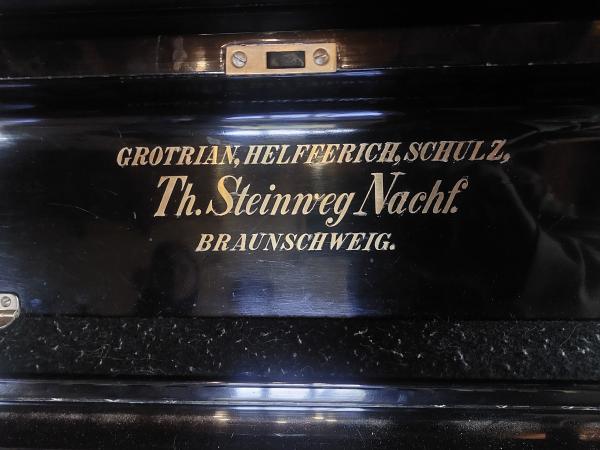 GROTRIAN, HELFFERICH, SCHULZ,
Th. Steinweg Nachf.
BRAUNSCHWEIG.